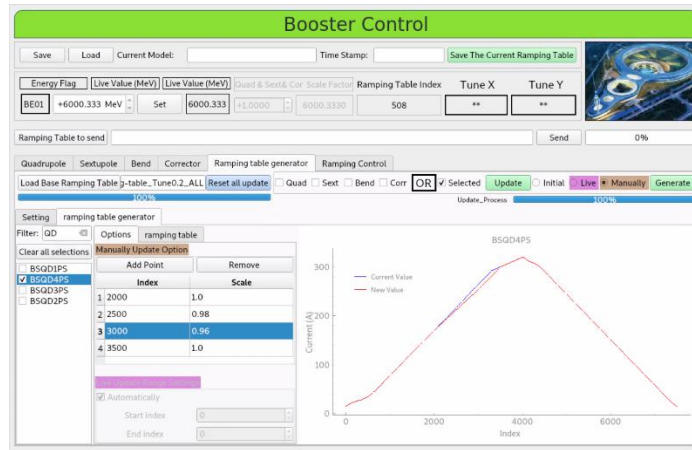 Booster Control
Save Load Current Model: Time Stamp: Save The Current Ramping Table
Energy Flag Live Value (MeV) Live Value (MeV) Quad & Sext& Cor Scale Factor Ramping Table Index Tune X Tune Y
BE01 +6000.333 MeV Set 6000.333 +1.0000 6000.3330 508 ** **
Ramping Table to send Send 0%
Quadrupole Sextupole Bend Corrector Ramping table generator Ramping Control
Load Base Ramping Table g-table_Tune0.2_ALL Reset all update Quad Sext Bend Corr OR Selected Update Initial Live Manually Generate
100% Update_Process 100%
Setting ramping table generator
Filter: QD Options ramping table
Clear all selections Manually Update Option
BSQD1PS Add Point Remove
BSQD4PS Index Scale
BSQD3PS 1 2000 1.0
BSQD2PS 2 2500 0.98
3 3000 0.96
4 3500 1.0
Live Update Range Settings
Automatically
Start index 0
End index 0
BSQD4PS
Current Value
New Value
Current (A)
300
200
100
0
0 2000 4000 6000
Index